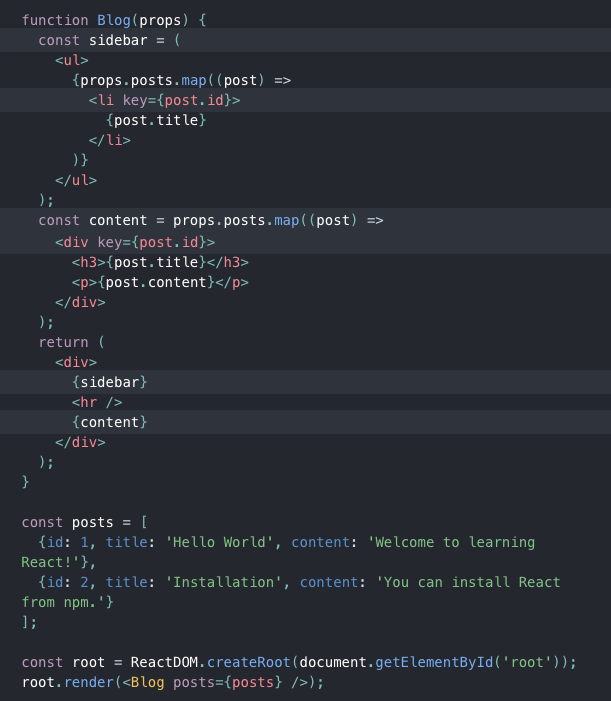 function Blog(props) {
  const sidebar = (
    <ul>
      {props.posts.map((post) =>
        <li key={post.id}>
          {post.title}
        </li>
      )}
    </ul>
  );
  const content = props.posts.map((post) =>
    <div key={post.id}>
      <h3>{post.title}</h3>
      <p>{post.content}</p>
    </div>
  );
  return (
    <div>
      {sidebar}
      <hr />
      {content}
    </div>
  );
}

const posts = [
  {id: 1, title: 'Hello World', content: 'Welcome to learning
React!'},
  {id: 2, title: 'Installation', content: 'You can install React
from npm.'}
];

const root = ReactDOM.createRoot(document.getElementById('root'));
root.render(<Blog posts={posts} />);